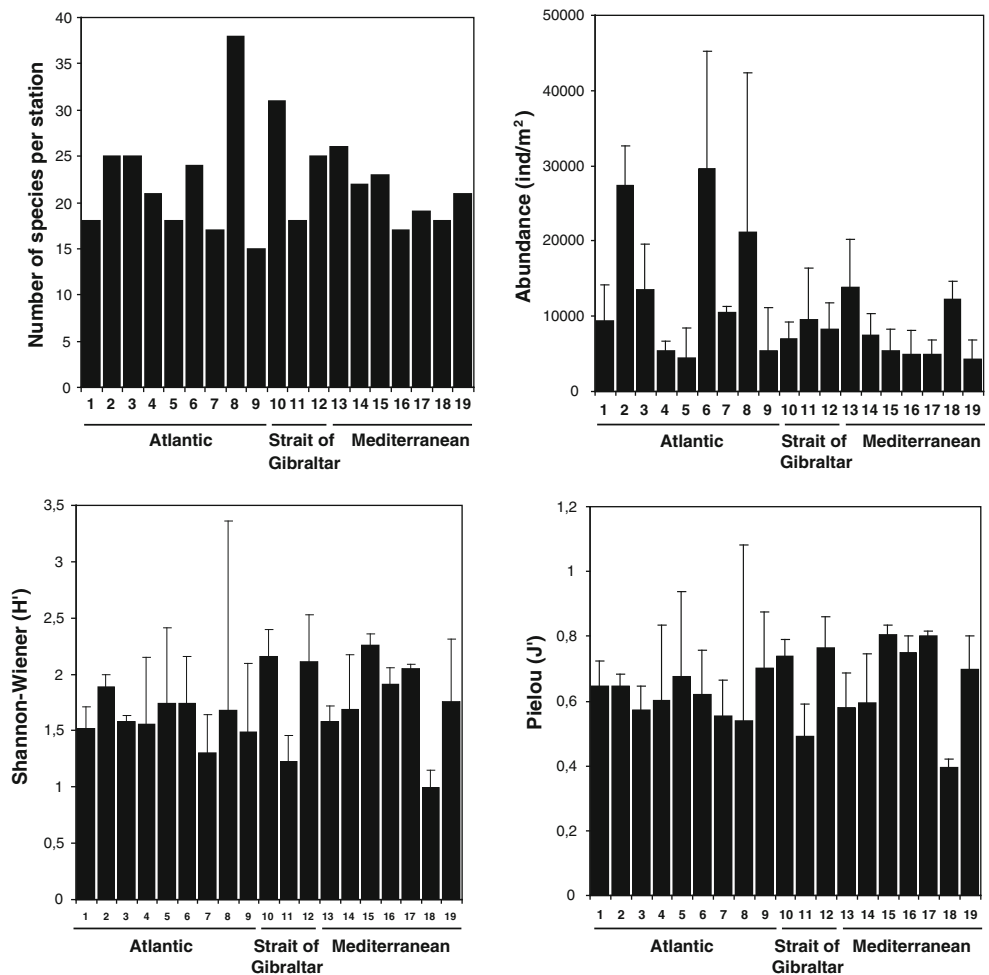 Number of species per station
40
35
30
25
20
15
10
5
0
1 2 3 4 5 6 7 8 9 10 11 12 13 14 15 16 17 18 19
Atlantic Strait of Gibraltar Mediterranean
Abundance (ind/m²)
50000
40000
30000
20000
10000
0
1 2 3 4 5 6 7 8 9 10 11 12 13 14 15 16 17 18 19
Atlantic Strait of Gibraltar Mediterranean
Shannon-Wiener (H')
3,5
3
2,5
2
1,5
1
0,5
0
1 2 3 4 5 6 7 8 9 10 11 12 13 14 15 16 17 18 19
Atlantic Strait of Gibraltar Mediterranean
Pielou (J')
1,2
1
0,8
0,6
0,4
0,2
0
1 2 3 4 5 6 7 8 9 10 11 12 13 14 15 16 17 18 19
Atlantic Strait of Gibraltar Mediterranean